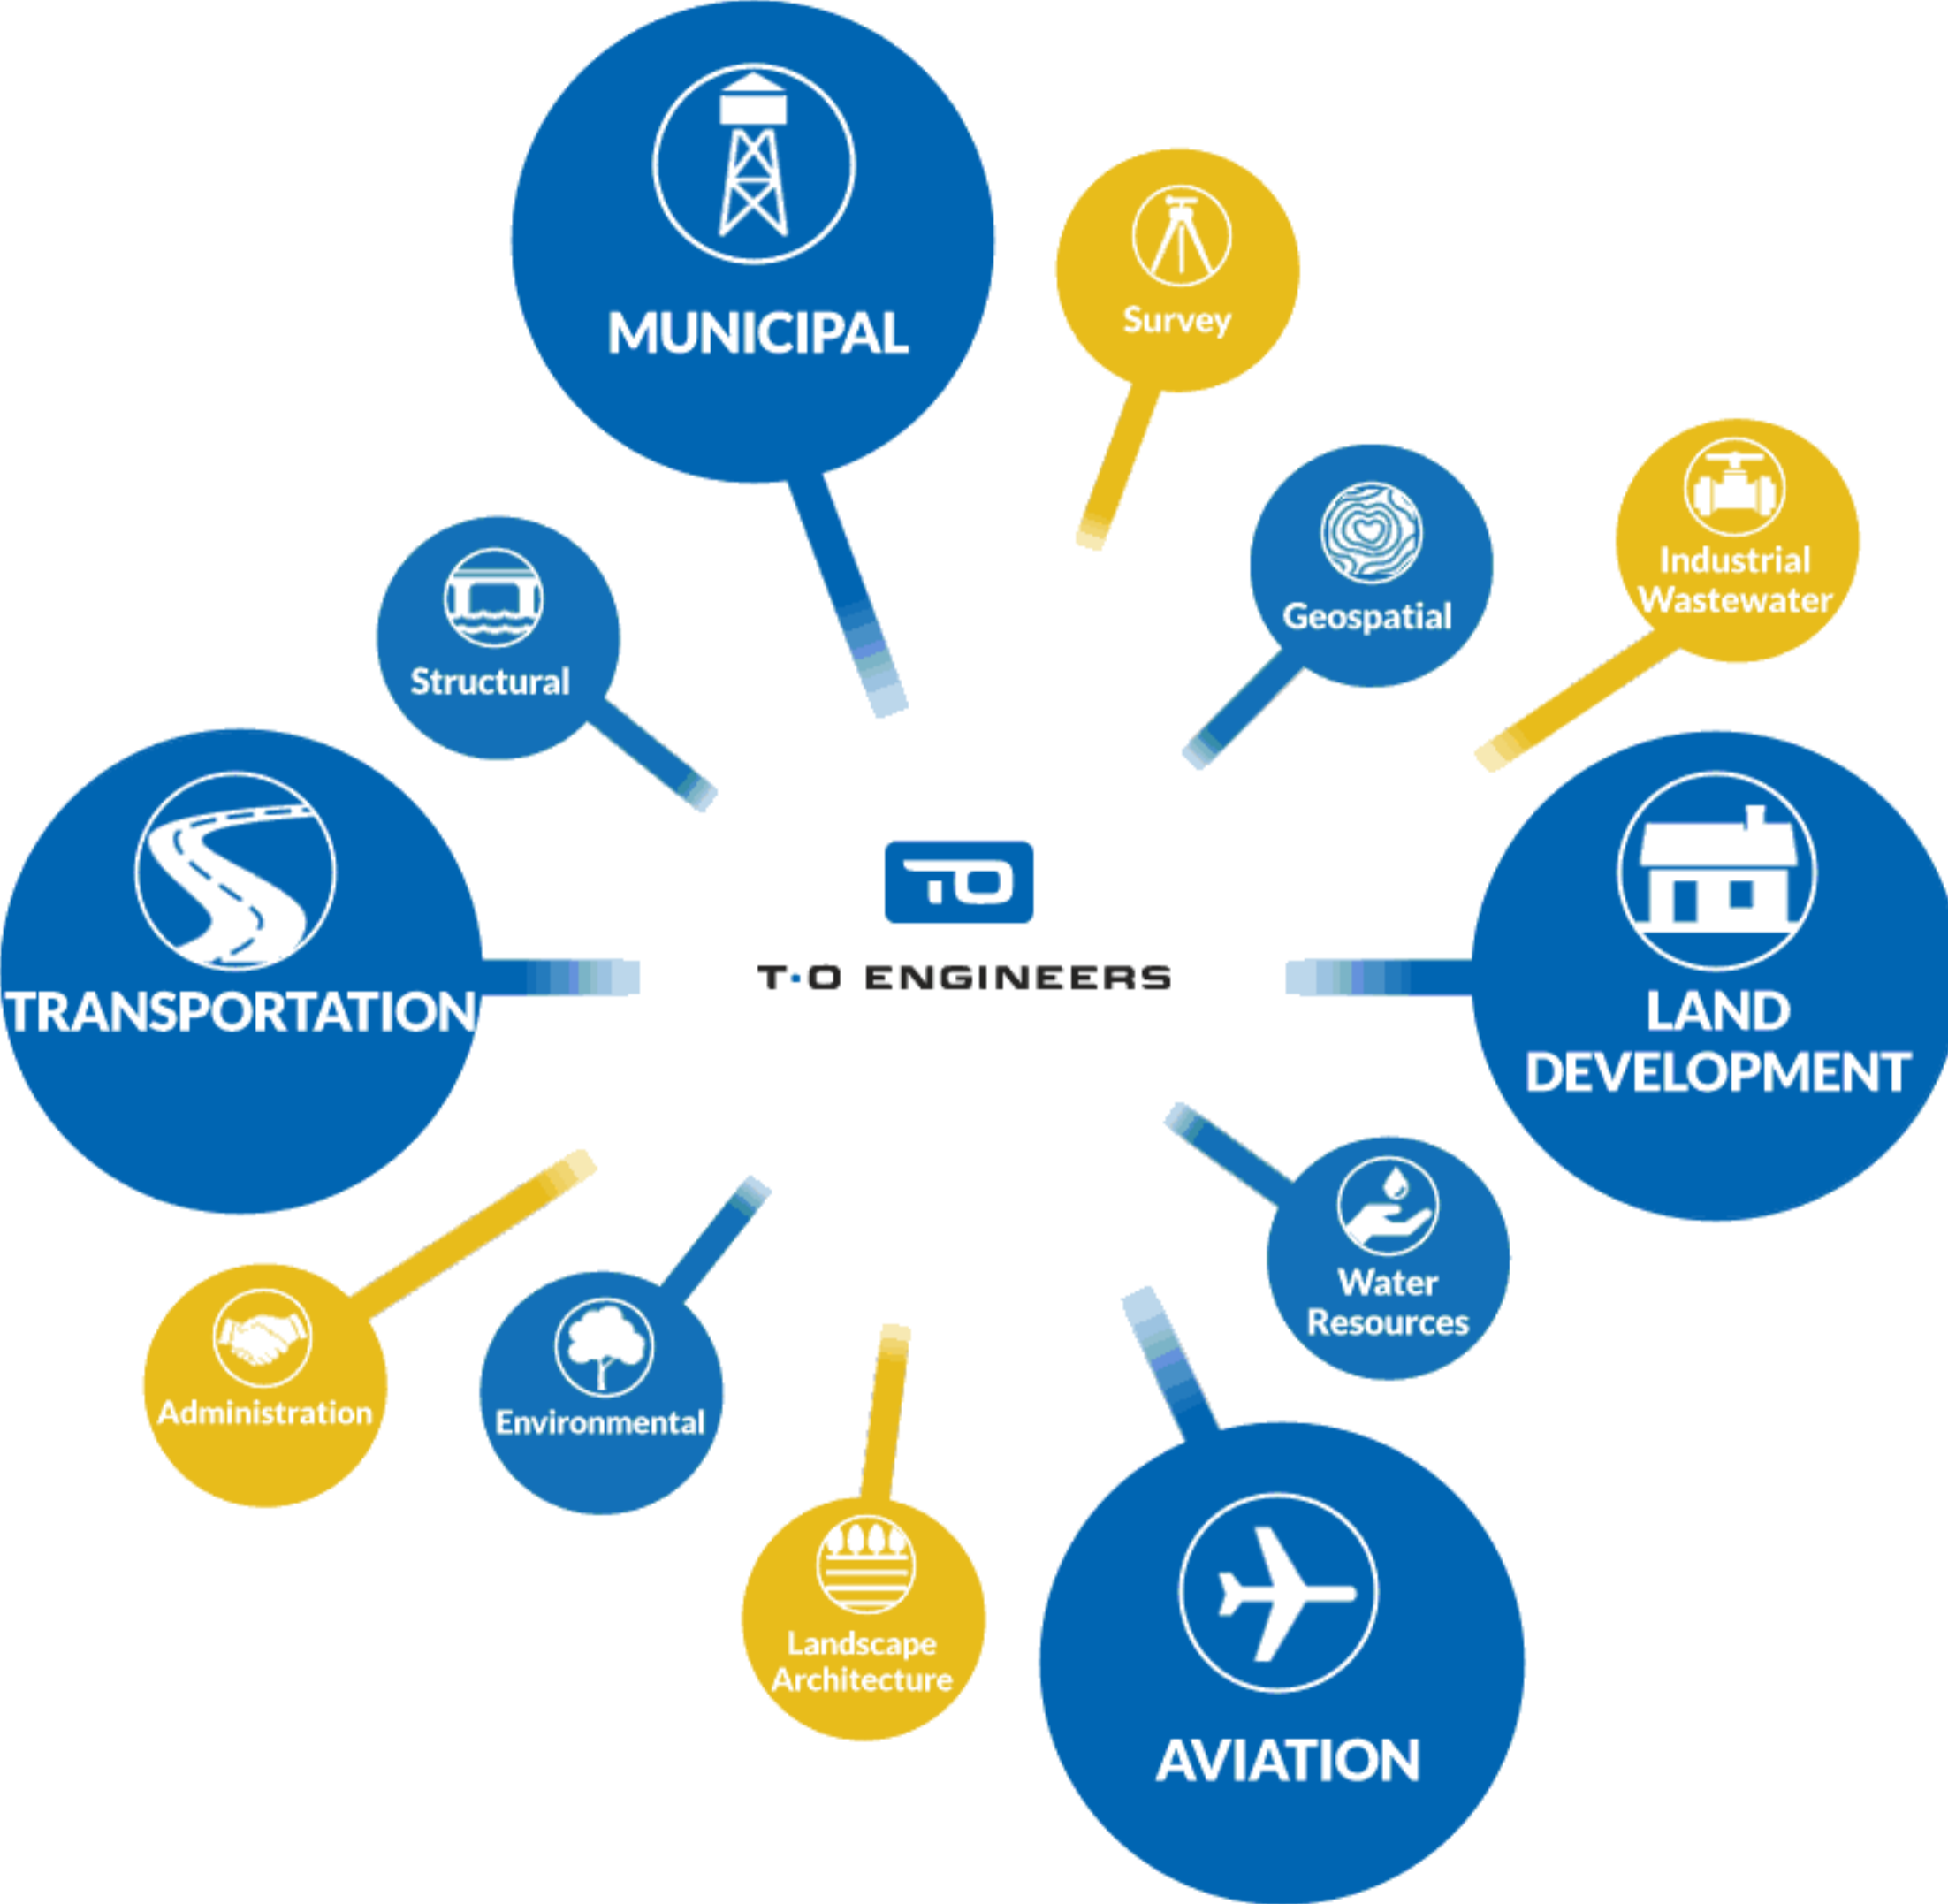 MUNICIPAL
Survey
Geospatial
Industrial
Wastewater
Structural
TRANSPORTATION
TO
T·O ENGINEERS
LAND
DEVELOPMENT
Water
Resources
Administration
Environmental
Landscape
Architecture
AVIATION